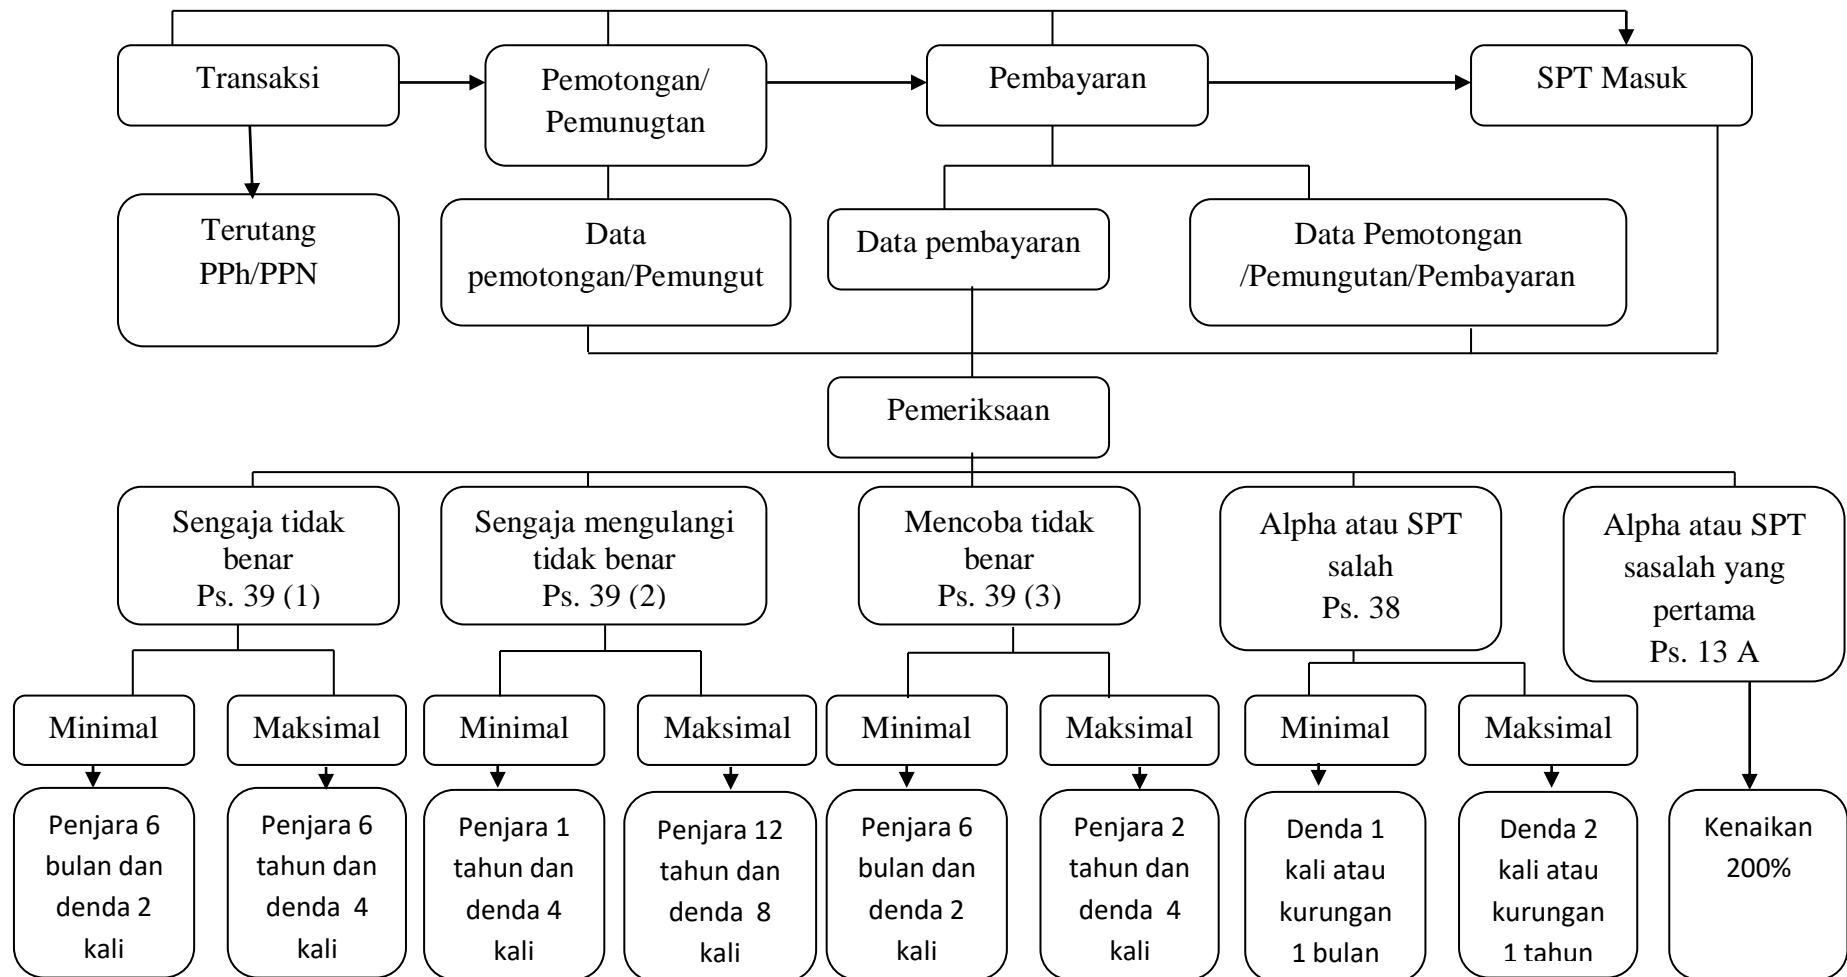 Transaksi
Pemotongan/
Pemunugtan
Pembayaran
SPT Masuk
Terutang
PPh/PPN
Data
pemotongan/Pemungut
Data pembayaran
Data Pemotongan
/Pemungutan/Pembayaran
Pemeriksaan
Sengaja tidak
benar
Ps. 39 (1)
Sengaja mengulangi
tidak benar
Ps. 39 (2)
Mencoba tidak
benar
Ps. 39 (3)
Alpha atau SPT
salah
Ps. 38
Alpha atau SPT
sasalah yang
pertama
Ps. 13 A
Minimal
Maksimal
Minimal
Maksimal
Minimal
Maksimal
Minimal
Maksimal
Penjara 6
bulan dan
denda 2
kali
Penjara 6
tahun dan
denda  4
kali
Penjara 1
tahun dan
denda 4
kali
Penjara 12
tahun dan
denda  8
kali
Penjara 6
bulan dan
denda 2
kali
Penjara 2
tahun dan
denda  4
kali
Denda 1
kali atau
kurungan
1 bulan
Denda 2
kali atau
kurungan
1 tahun
Kenaikan
200%